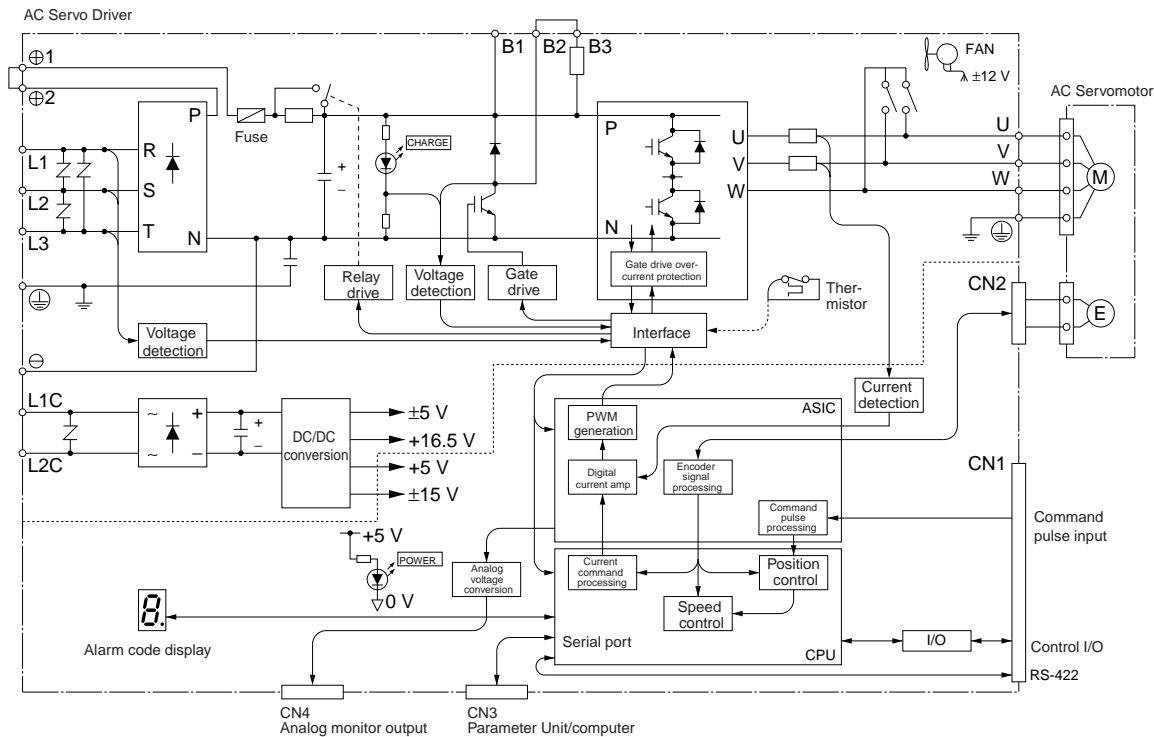 AC Servo Driver
⊕1
⊕2
B1
B2
B3
FAN
±12 V
AC Servomotor
P
Fuse
CHARGE
P
U
V
W
U
V
W
M
L1
R
L2
S
L3
T
N
+
–
N
Gate drive over-
current protection
Relay
drive
Voltage
detection
Gate
drive
Ther-
mistor
CN2
E
Voltage
detection
Interface
⊖
L1C
L2C
~
~
+
–
+
–
DC/DC
conversion
±5 V
+16.5 V
+5 V
±15 V
Current
detection
ASIC
PWM
generation
Digital
current amp
Encoder
signal
processing
Command
pulse
processing
CN1
Command
pulse input
+5 V
POWER
0 V
Analog
voltage
conversion
Current
command
processing
Position
control
Speed
control
8.
Alarm code display
Serial port
CPU
I/O
Control I/O
RS-422
CN4
Analog monitor output
CN3
Parameter Unit/computer